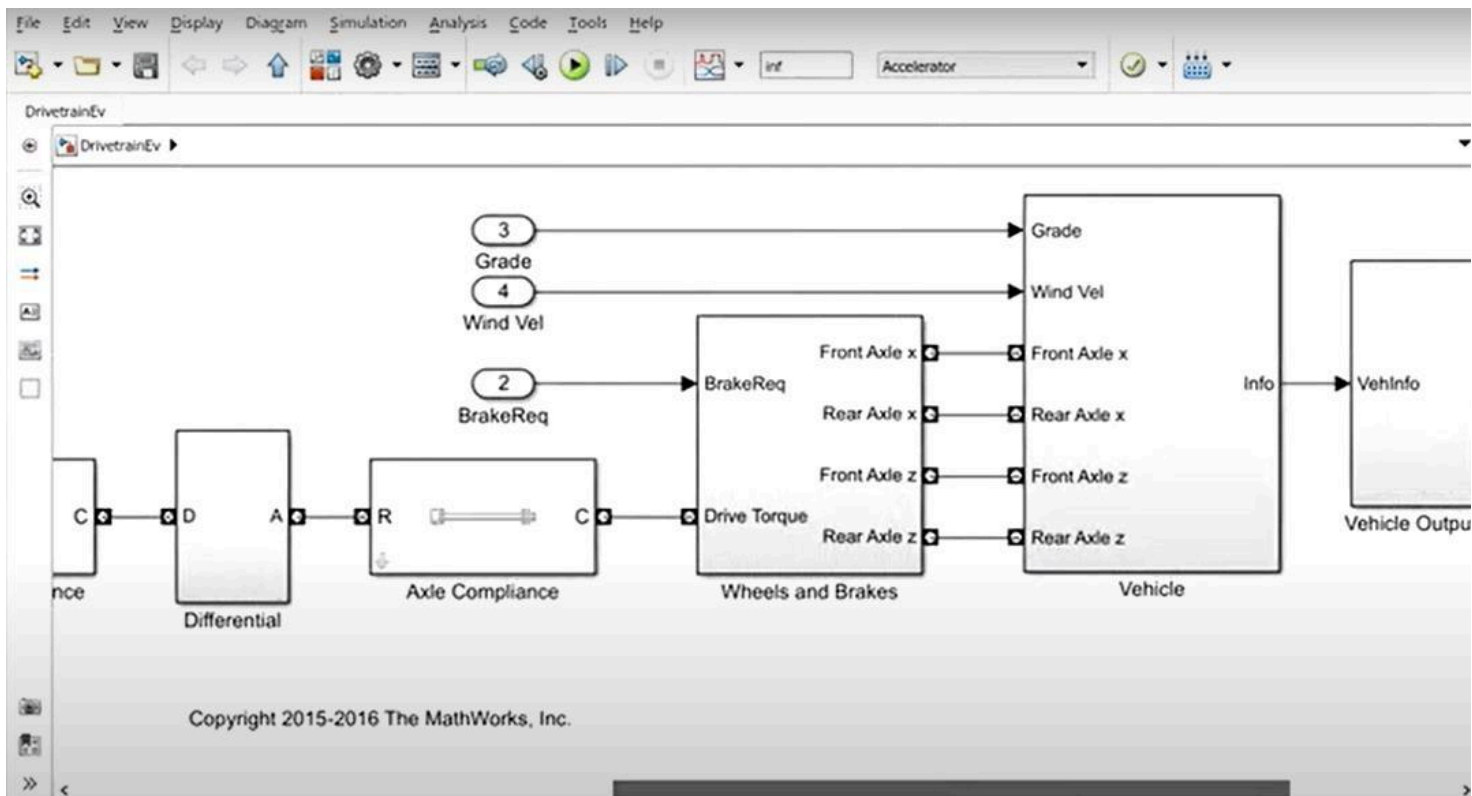 File Edit View Display Diagram Simulation Analysis Code Tools Help
inf Accelerator
DrivetrainEv
DrivetrainEv
3
Grade
4
Wind Vel
2
BrakeReq
Grade
Wind Vel
Front Axle x
Rear Axle x
Front Axle z
Rear Axle z
Info
Vehicle
BrakeReq
Drive Torque
Front Axle x
Rear Axle x
Front Axle z
Rear Axle z
Wheels and Brakes
VehInfo
Vehicle Outpu
C
nce
D A
Differential
R C
Axle Compliance
Copyright 2015-2016 The MathWorks, Inc.